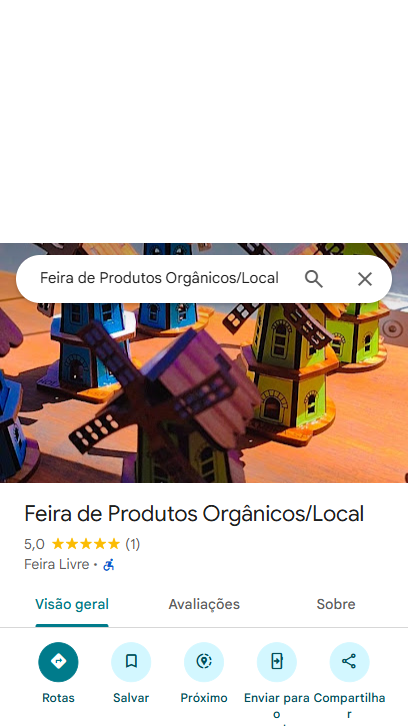 Feira de Produtos Orgânicos/Local
Feira de Produtos Orgânicos/Local
5,0 (1)
Feira Livre ·
Visão geral Avaliações Sobre
Rotas Salvar Próximo Enviar para o Compartilhar